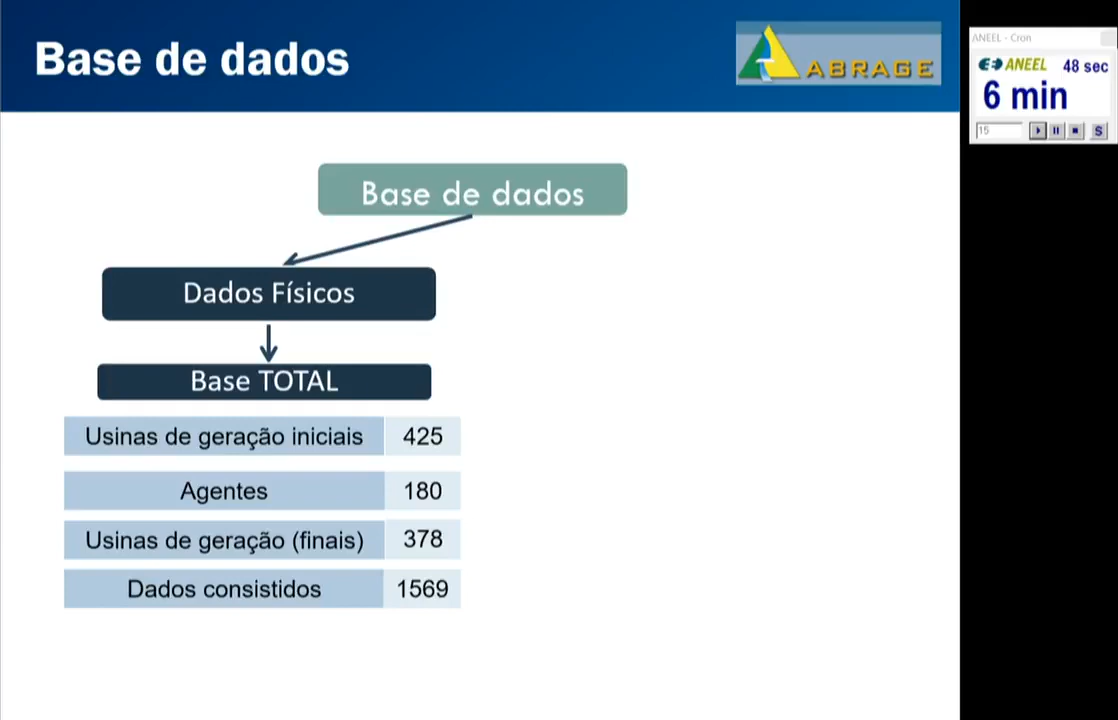 Base de dados
ABRAGE
ANEEL - Cron
ANEEL 48 sec
6 min
15
S
Base de dados
Dados Físicos
Base TOTAL
Usinas de geração iniciais 425
Agentes 180
Usinas de geração (finais) 378
Dados consistidos 1569